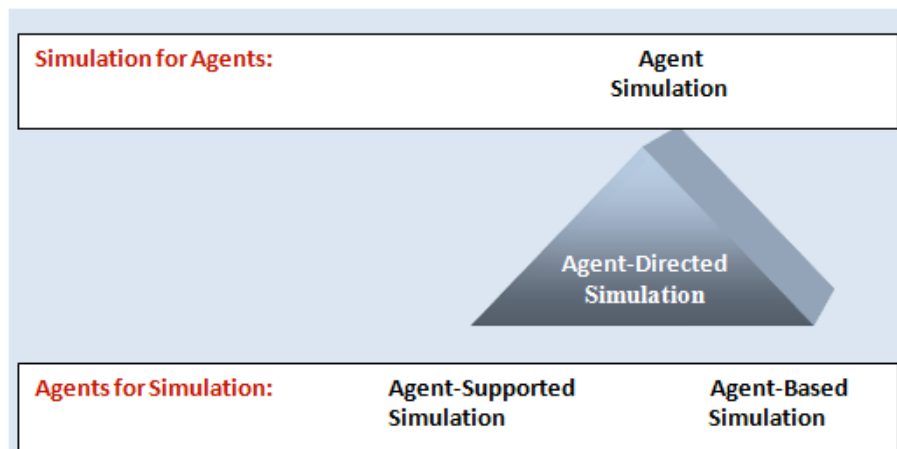 Simulation for Agents:
Agent
Simulation
Agent-Directed
Simulation
Agents for Simulation:
Agent-Supported
Simulation
Agent-Based
Simulation